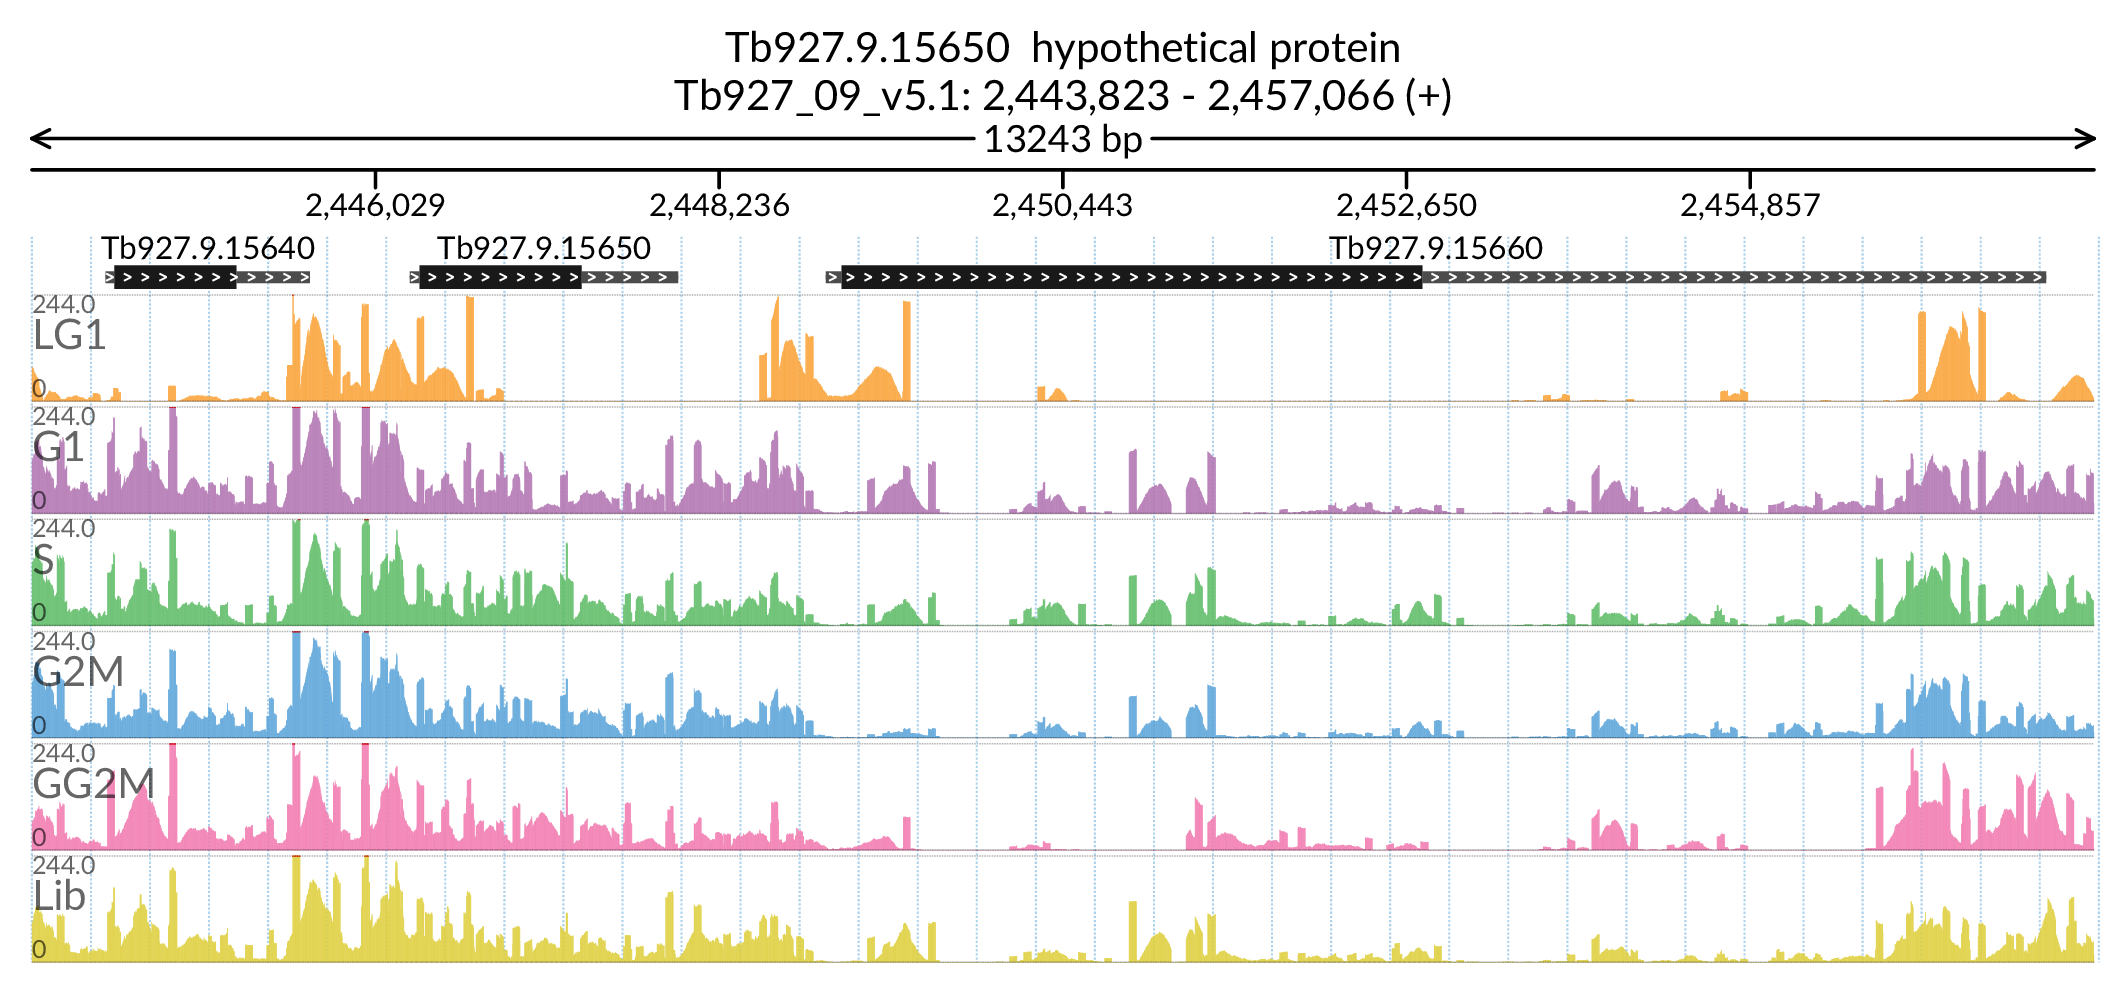 Tb927.9.15650 hypothetical protein
Tb927_09_v5.1: 2,443,823 - 2,457,066 (+)
13243 bp
2,446,029 2,448,236 2,450,443 2,452,650 2,454,857
Tb927.9.15640 Tb927.9.15650 Tb927.9.15660
244.0
LG1
0
244.0
G1
0
244.0
S
0
244.0
G2M
0
244.0
GG2M
0
244.0
Lib
0